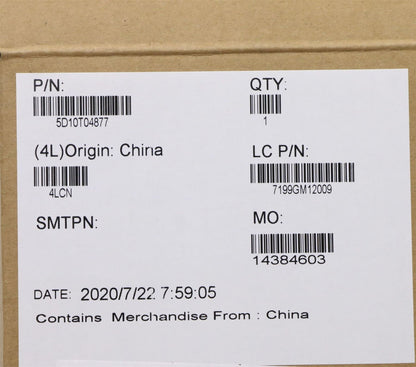 P/N:
5D10T04877
QTY:
1
(4L)Origin: China
4LCN
LC P/N:
7199GM12009
SMTPN:
MO:
14384603
DATE: 2020/7/22 7:59:05
Contains Merchandise From : China